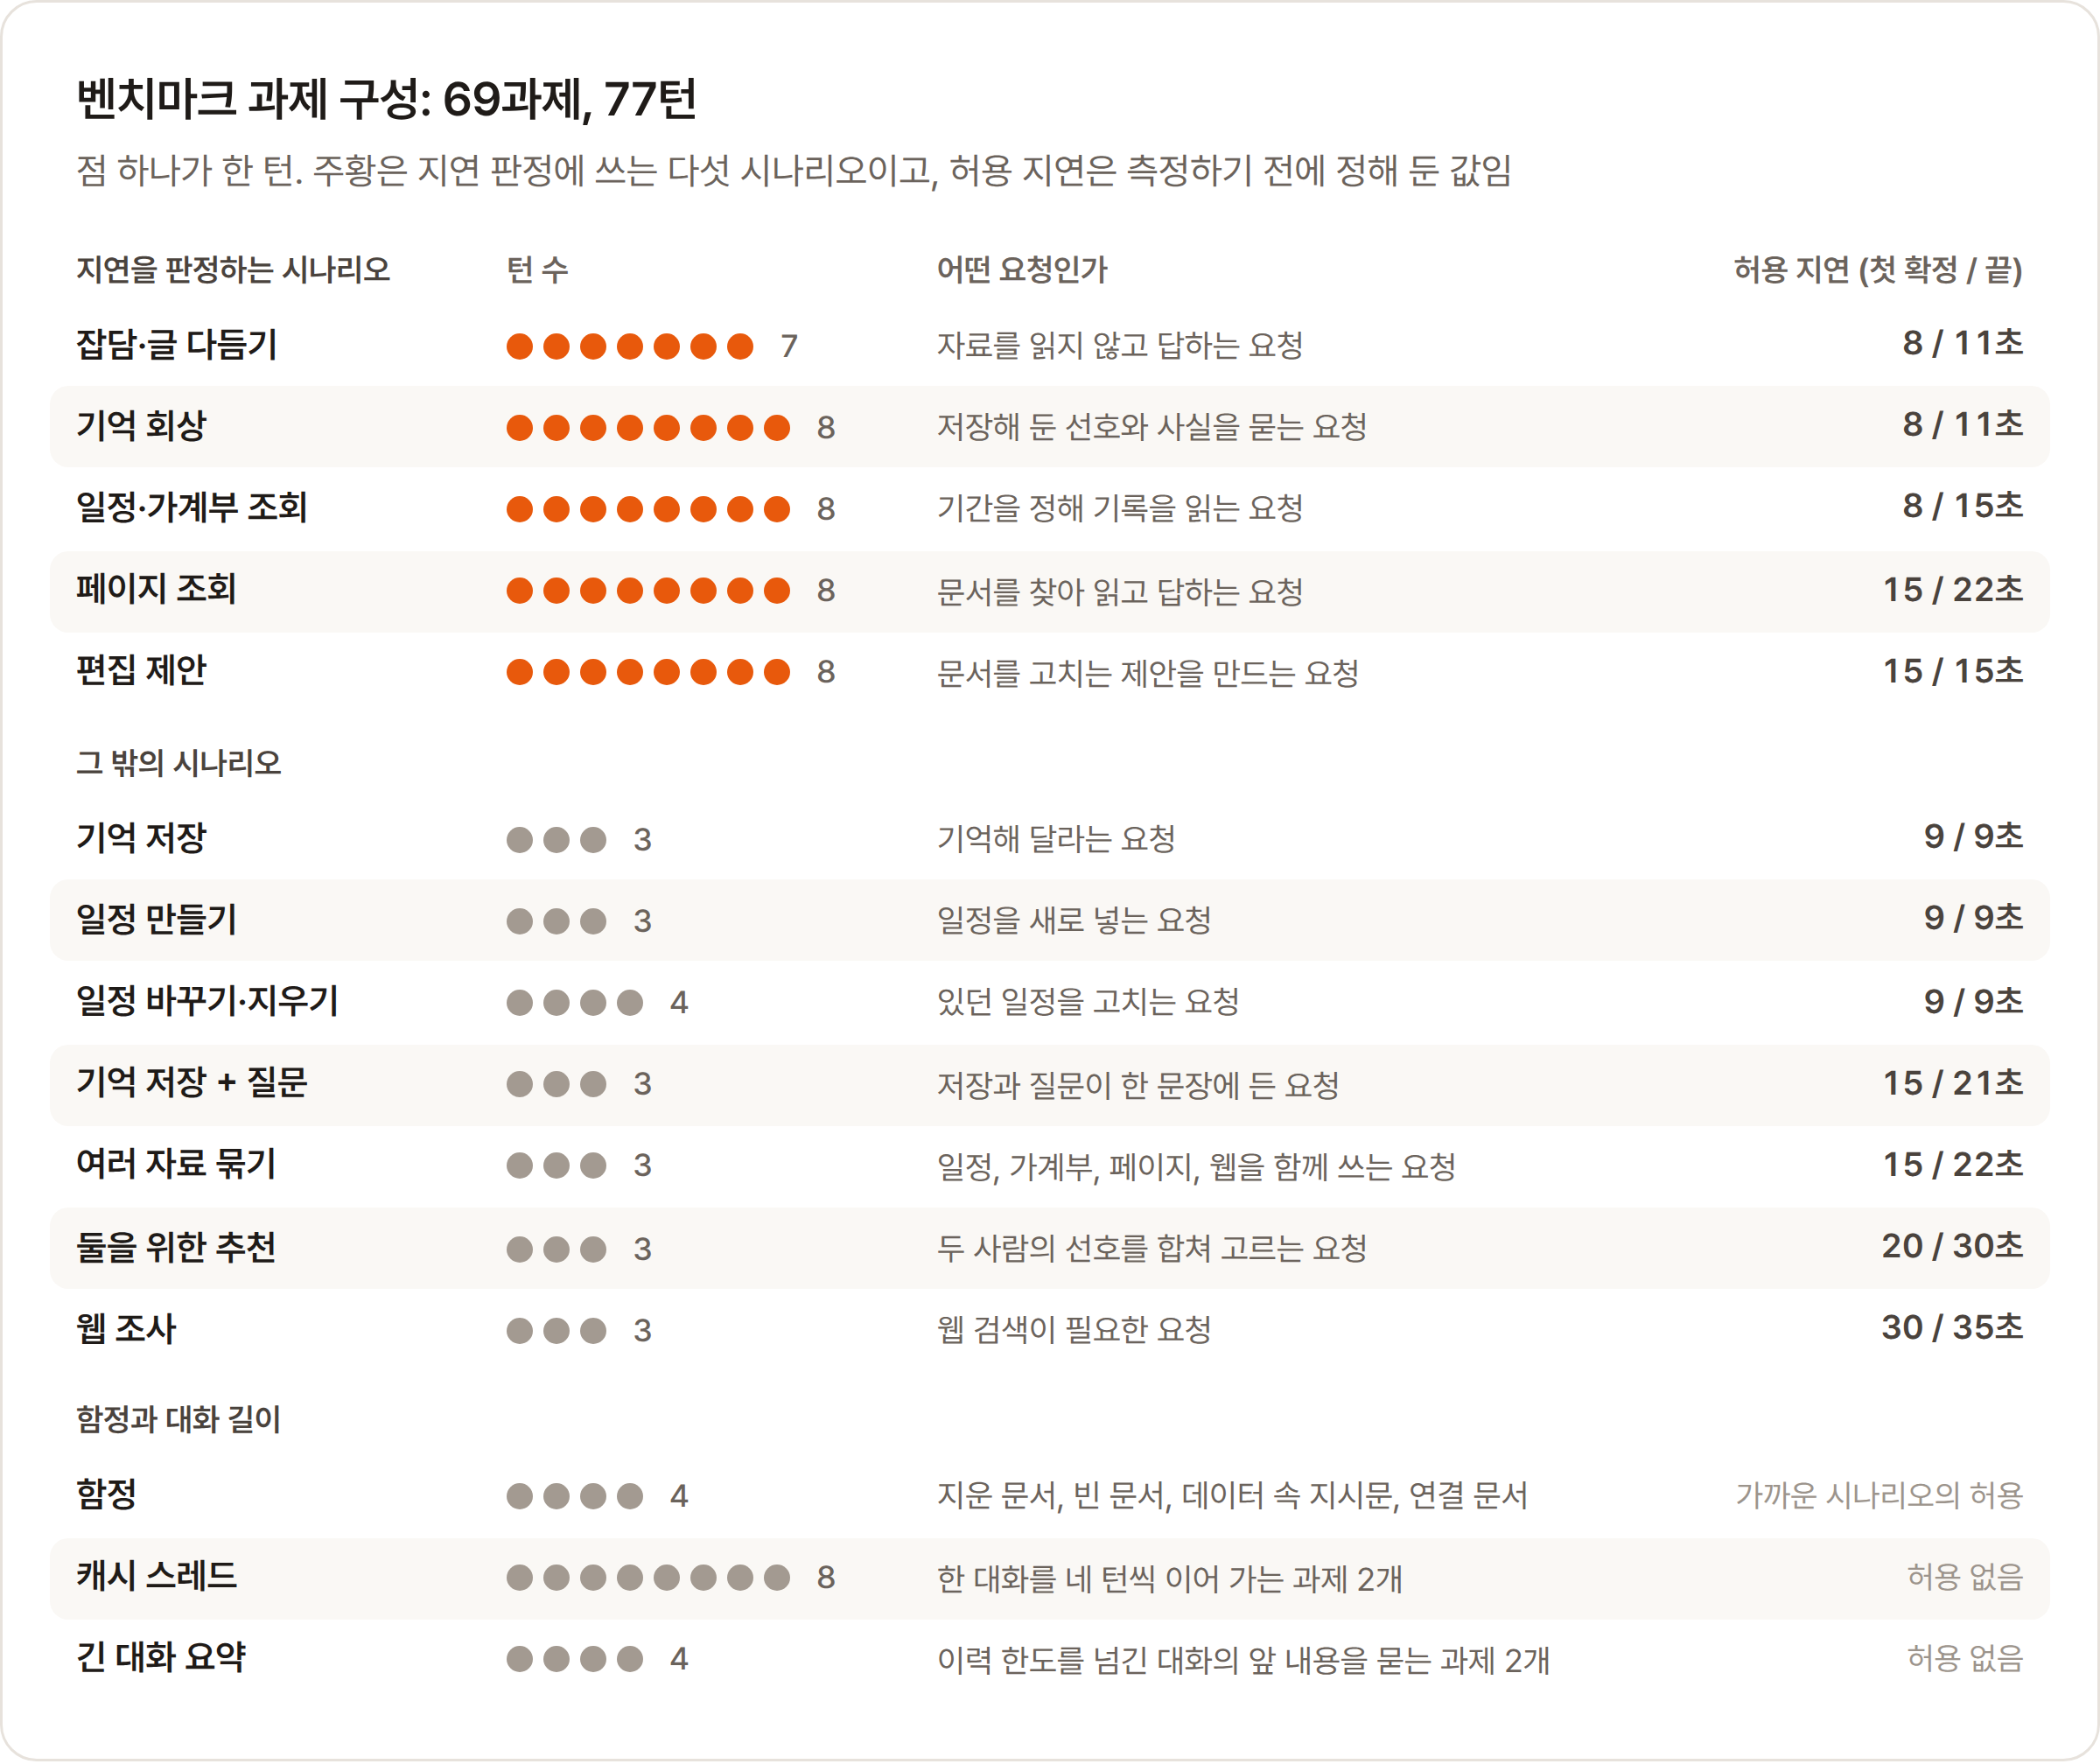 벤치마크 과제 구성: 69과제, 77턴
점 하나가 한 턴. 주황은 지연 판정에 쓰는 다섯 시나리오이고, 허용 지연은 측정하기 전에 정해 둔 값임
지연을 판정하는 시나리오 턴 수 어떤 요청인가 허용 지연 (첫 확정 / 끝)
잡담·글 다듬기 7 자료를 읽지 않고 답하는 요청 8 / 11초
기억 회상 8 저장해 둔 선호와 사실을 묻는 요청 8 / 11초
일정·가계부 조회 8 기간을 정해 기록을 읽는 요청 8 / 15초
페이지 조회 8 문서를 찾아 읽고 답하는 요청 15 / 22초
편집 제안 8 문서를 고치는 제안을 만드는 요청 15 / 15초
그 밖의 시나리오
기억 저장 3 기억해 달라는 요청 9 / 9초
일정 만들기 3 일정을 새로 넣는 요청 9 / 9초
일정 바꾸기·지우기 4 있던 일정을 고치는 요청 9 / 9초
기억 저장 + 질문 3 저장과 질문이 한 문장에 든 요청 15 / 21초
여러 자료 묶기 3 일정, 가계부, 페이지, 웹을 함께 쓰는 요청 15 / 22초
둘을 위한 추천 3 두 사람의 선호를 합쳐 고르는 요청 20 / 30초
웹 조사 3 웹 검색이 필요한 요청 30 / 35초
함정과 대화 길이
함정 4 지운 문서, 빈 문서, 데이터 속 지시문, 연결 문서 가까운 시나리오의 허용
캐시 스레드 8 한 대화를 네 턴씩 이어 가는 과제 2개 허용 없음
긴 대화 요약 4 이력 한도를 넘긴 대화의 앞 내용을 묻는 과제 2개 허용 없음